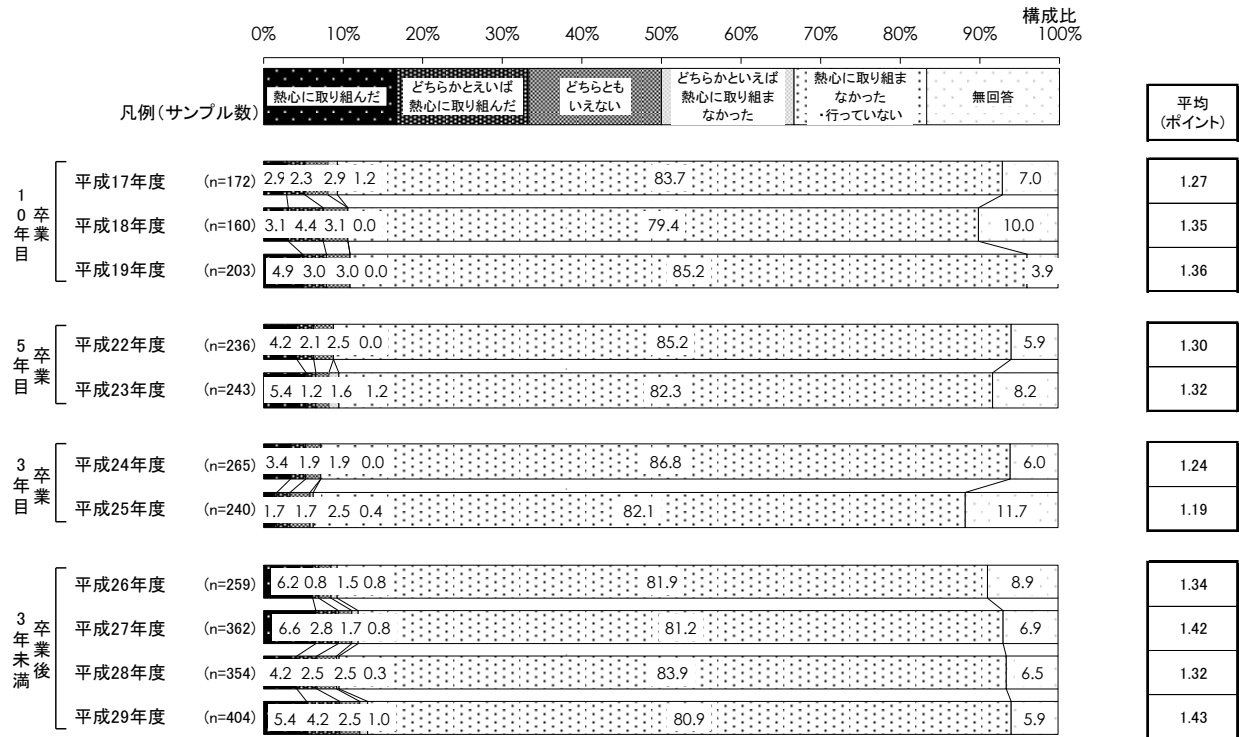 構成比
0% 10% 20% 30% 40% 50% 60% 70% 80% 90% 100%
凡例(サンプル数)
熱心に取り組んだ
どちらかとえいば
熱心に取り組んだ
どちらとも
いえない
どちらかといえば
熱心に取り組ま
なかった
熱心に取り組ま
なかった
・行っていない
無回答
平均
(ポイント)
卒業
10年目
平成17年度 (n=172) 2.9 2.3 2.9 1.2 83.7 7.0 1.27
平成18年度 (n=160) 3.1 4.4 3.1 0.0 79.4 10.0 1.35
平成19年度 (n=203) 4.9 3.0 3.0 0.0 85.2 3.9 1.36
卒業
5年目
平成22年度 (n=236) 4.2 2.1 2.5 0.0 85.2 5.9 1.30
平成23年度 (n=243) 5.4 1.2 1.6 1.2 82.3 8.2 1.32
卒業
3年目
平成24年度 (n=265) 3.4 1.9 1.9 0.0 86.8 6.0 1.24
平成25年度 (n=240) 1.7 1.7 2.5 0.4 82.1 11.7 1.19
卒業後
3年未満
平成26年度 (n=259) 6.2 0.8 1.5 0.8 81.9 8.9 1.34
平成27年度 (n=362) 6.6 2.8 1.7 0.8 81.2 6.9 1.42
平成28年度 (n=354) 4.2 2.5 2.5 0.3 83.9 6.5 1.32
平成29年度 (n=404) 5.4 4.2 2.5 1.0 80.9 5.9 1.43